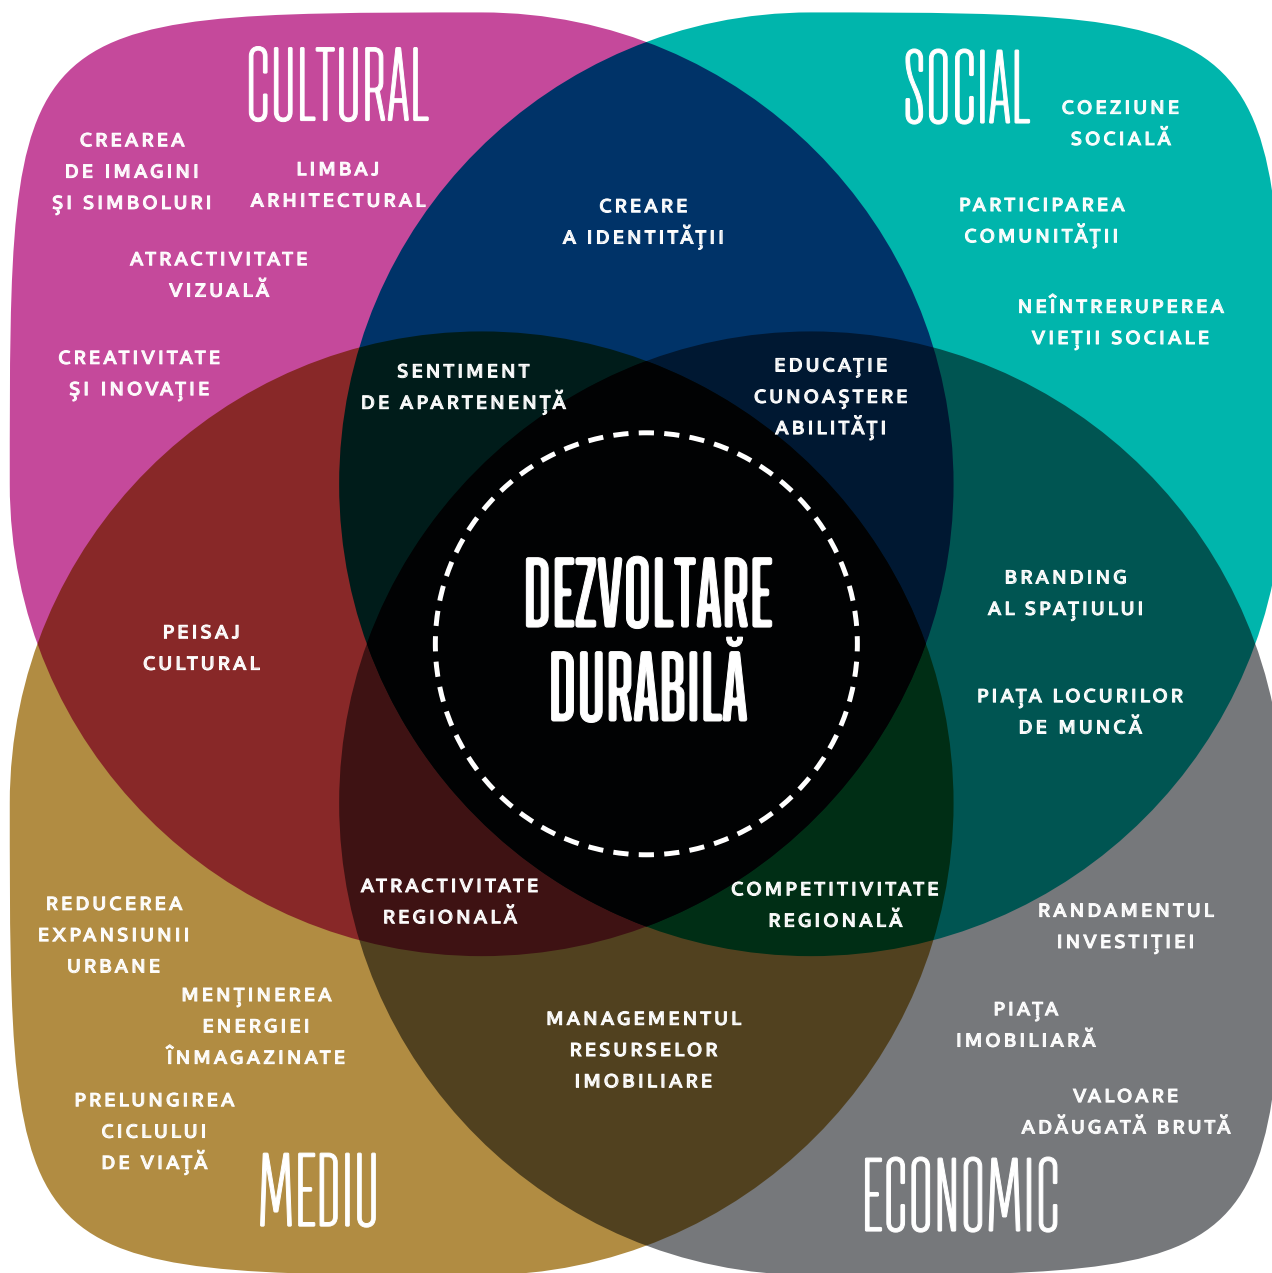 CULTURAL
CREAREA
DE IMAGINI
ŞI SIMBOLURI
LIMBAJ
ARHITECTURAL
ATRACTIVITATE
VIZUALĂ
CREATIVITATE
ŞI INOVAŢIE
CREARE
A IDENTITĂŢII
SOCIAL
COEZIUNE
SOCIALĂ
PARTICIPAREA
COMUNITĂŢII
NEÎNTRERUPEREA
VIEŢII SOCIALE
SENTIMENT
DE APARTENENŢĂ
EDUCAŢIE
CUNOAŞTERE
ABILITĂŢI
PEISAJ
CULTURAL
DEZVOLTARE
DURABILĂ
BRANDING
AL SPAŢIULUI
PIAŢA LOCURILOR
DE MUNCĂ
ATRACTIVITATE
REGIONALĂ
COMPETITIVITATE
REGIONALĂ
REDUCEREA
EXPANSIUNII
URBANE
MENŢINEREA
ENERGIEI
ÎNMAGAZINATE
PRELUNGIREA
CICLULUI
DE VIAŢĂ
MEDIU
MANAGEMENTUL
RESURSELOR
IMOBILIARE
RANDAMENTUL
INVESTIŢIEI
PIAŢA
IMOBILIARĂ
VALOARE
ADĂUGATĂ BRUTĂ
ECONOMIC